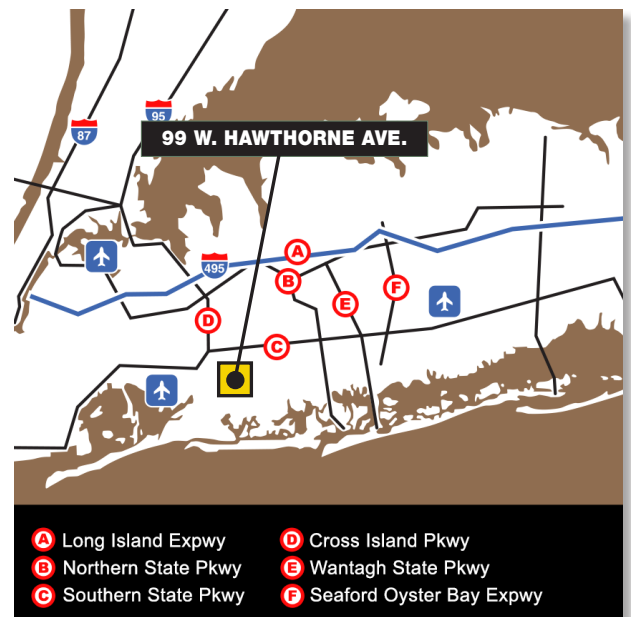 95
87
99 W. HAWTHORNE AVE.
A
495
B
F
E
D
C
A Long Island Expwy
B Northern State Pkwy
C Southern State Pkwy
D Cross Island Pkwy
E Wantagh State Pkwy
F Seaford Oyster Bay Expwy